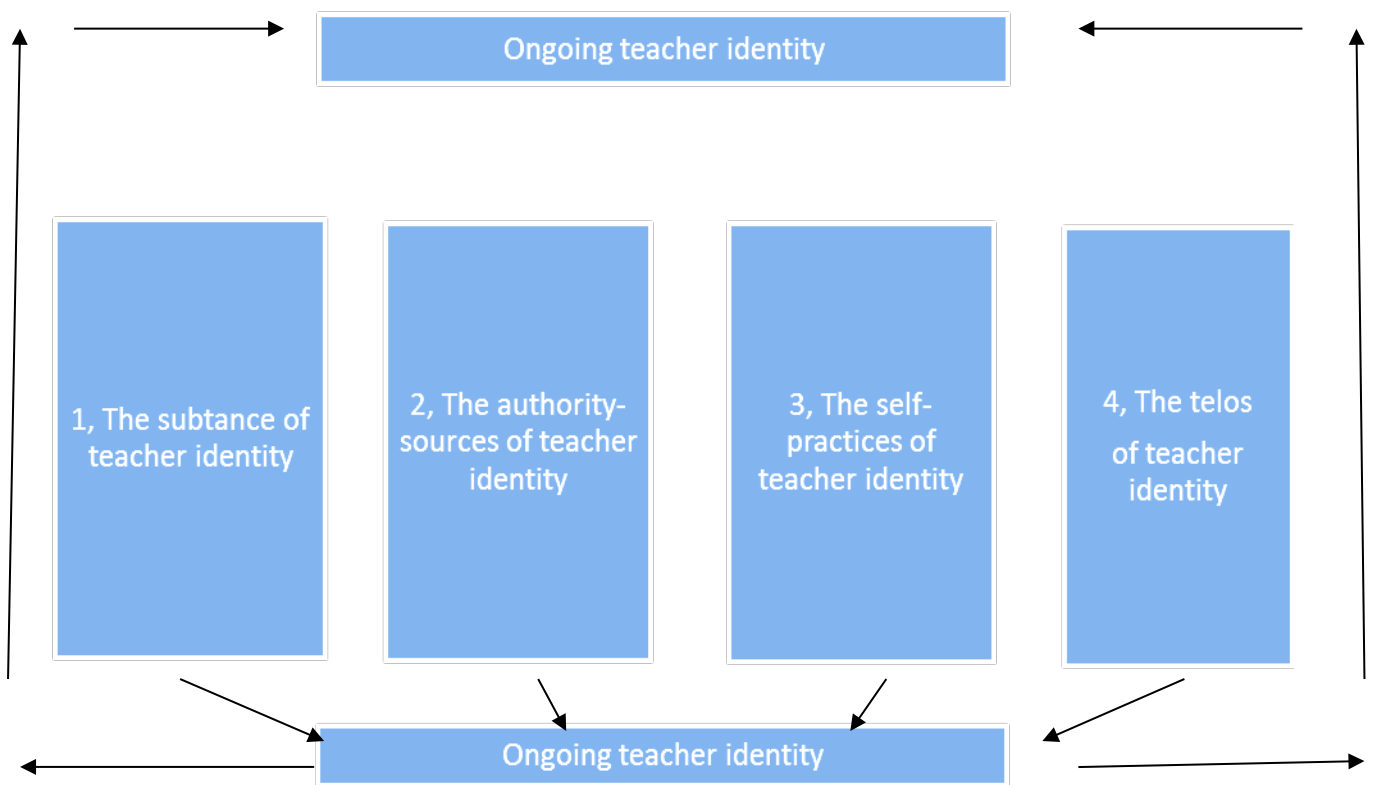 Ongoing teacher identity
1, The subtance of
teacher identity
2, The authority-
sources of teacher
identity
3, The self-
practices of
teacher identity
4, The telos
of teacher
identity
Ongoing teacher identity